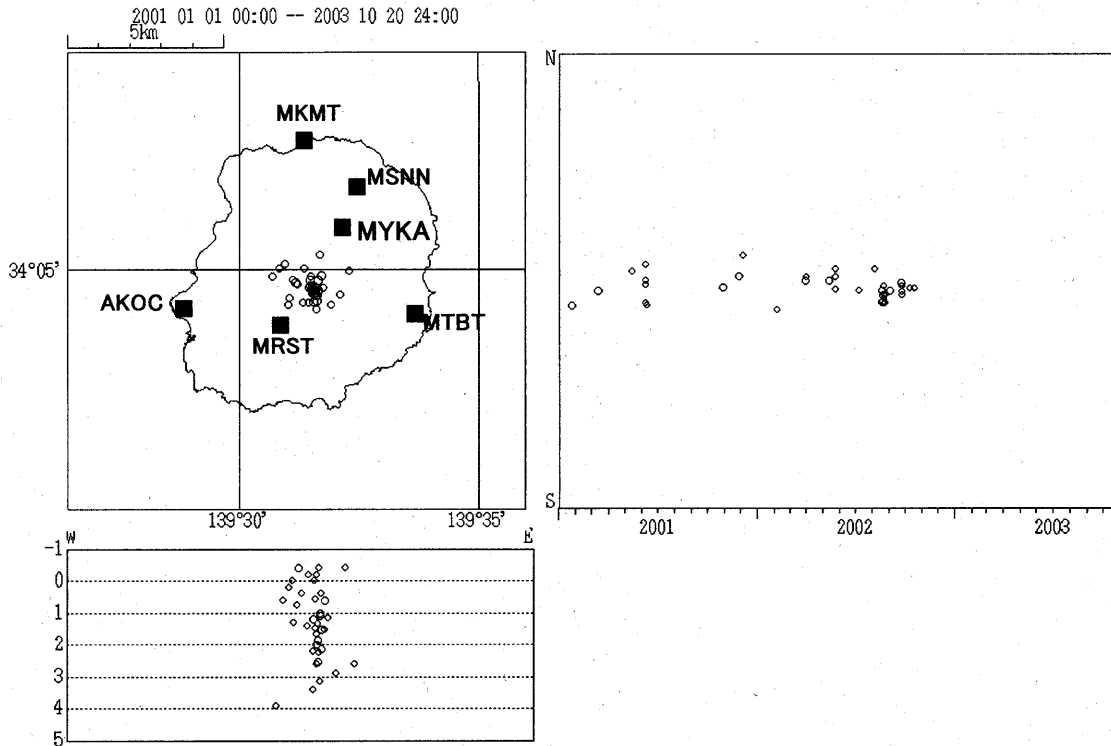 2001 01 01 00:00 -- 2003 10 20 24:00
5km
N
MKMT
MSNN
MYKA
34°05'
AKOC
MTBT
MRST
S
139°30'
139°35'
2001
2002
2003
W
E
-1
0
1
2
3
4
5